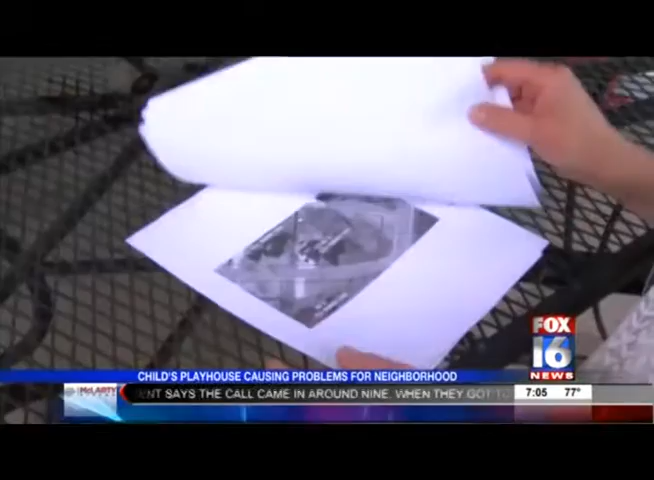 FOX
16
NEWS
CHILD'S PLAYHOUSE CAUSING PROBLEMS FOR NEIGHBORHOOD
McLARTY
ENT SAYS THE CALL CAME IN AROUND NINE. WHEN THEY GOT
7:05 77°